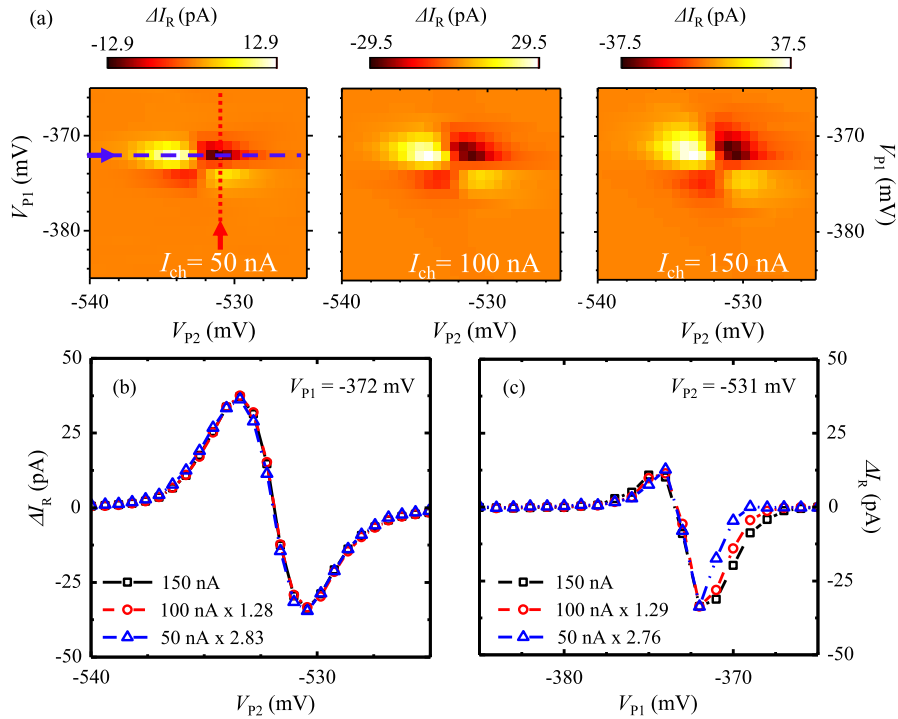 (a)
ΔI_R (pA)
-12.9 12.9
ΔI_R (pA)
-29.5 29.5
ΔI_R (pA)
-37.5 37.5
V_P1 (mV)
-370
-380
I_ch = 50 nA
-540 -530
V_P2 (mV)
I_ch = 100 nA
-540 -530
V_P2 (mV)
I_ch = 150 nA
-540 -530
V_P2 (mV)
-370
-380
V_P1 (mV)
(b)
V_P1 = -372 mV
ΔI_R (pA)
50
25
0
-25
-50
150 nA
100 nA x 1.28
50 nA x 2.83
-540 -530
V_P2 (mV)
(c)
V_P2 = -531 mV
50
25
0
-25
-50
ΔI_R (pA)
150 nA
100 nA x 1.29
50 nA x 2.76
-380 -370
V_P1 (mV)